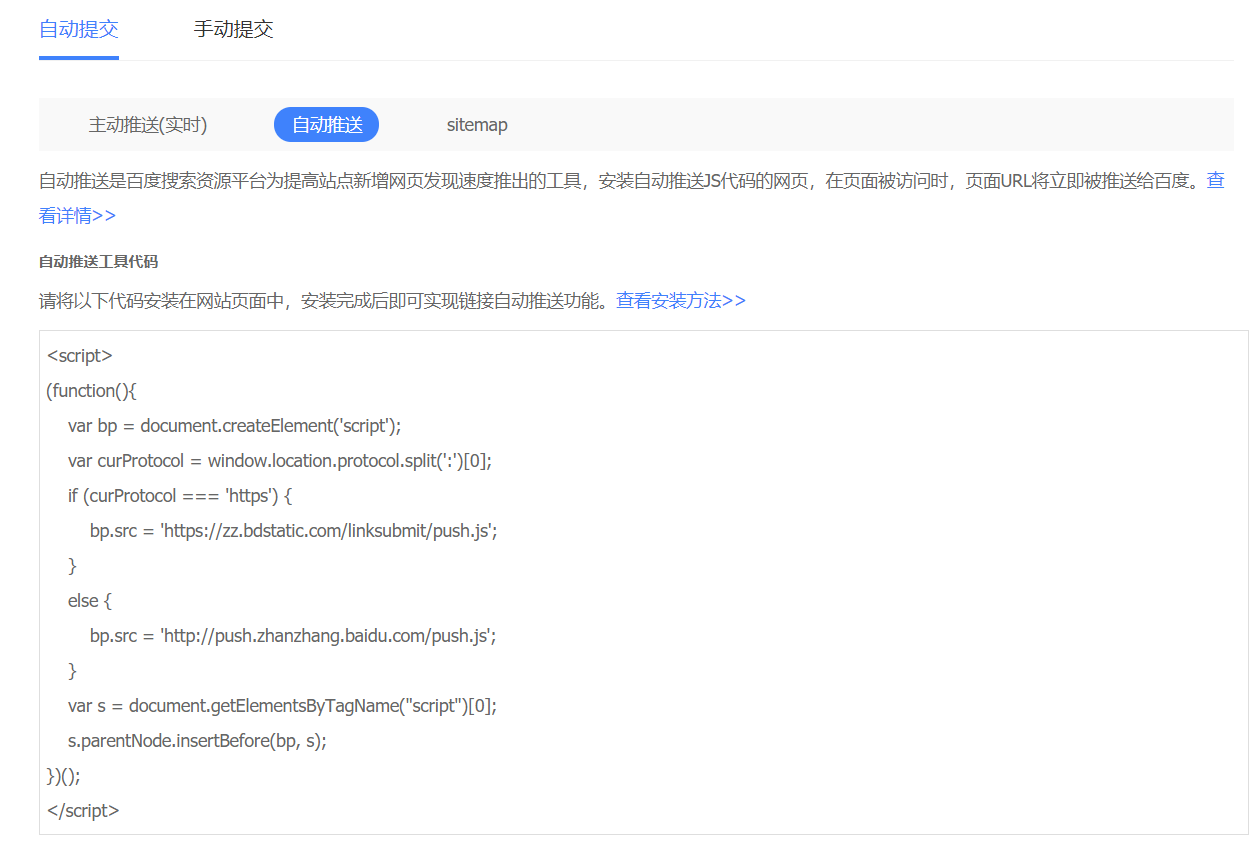 自动提交 手动提交
主动推送(实时) 自动推送 sitemap
自动推送是百度搜索资源平台为提高站点新增网页发现速度推出的工具，安装自动推送JS代码的网页，在页面被访问时，页面URL将立即被推送给百度。查
看详情>>
自动推送工具代码
请将以下代码安装在网站页面中，安装完成后即可实现链接自动推送功能。查看安装方法>>
<script>
(function(){
    var bp = document.createElement('script');
    var curProtocol = window.location.protocol.split(':')[0];
    if (curProtocol === 'https') {
        bp.src = 'https://zz.bdstatic.com/linksubmit/push.js';
    }
    else {
        bp.src = 'http://push.zhanzhang.baidu.com/push.js';
    }
    var s = document.getElementsByTagName("script")[0];
    s.parentNode.insertBefore(bp, s);
})();
</script>